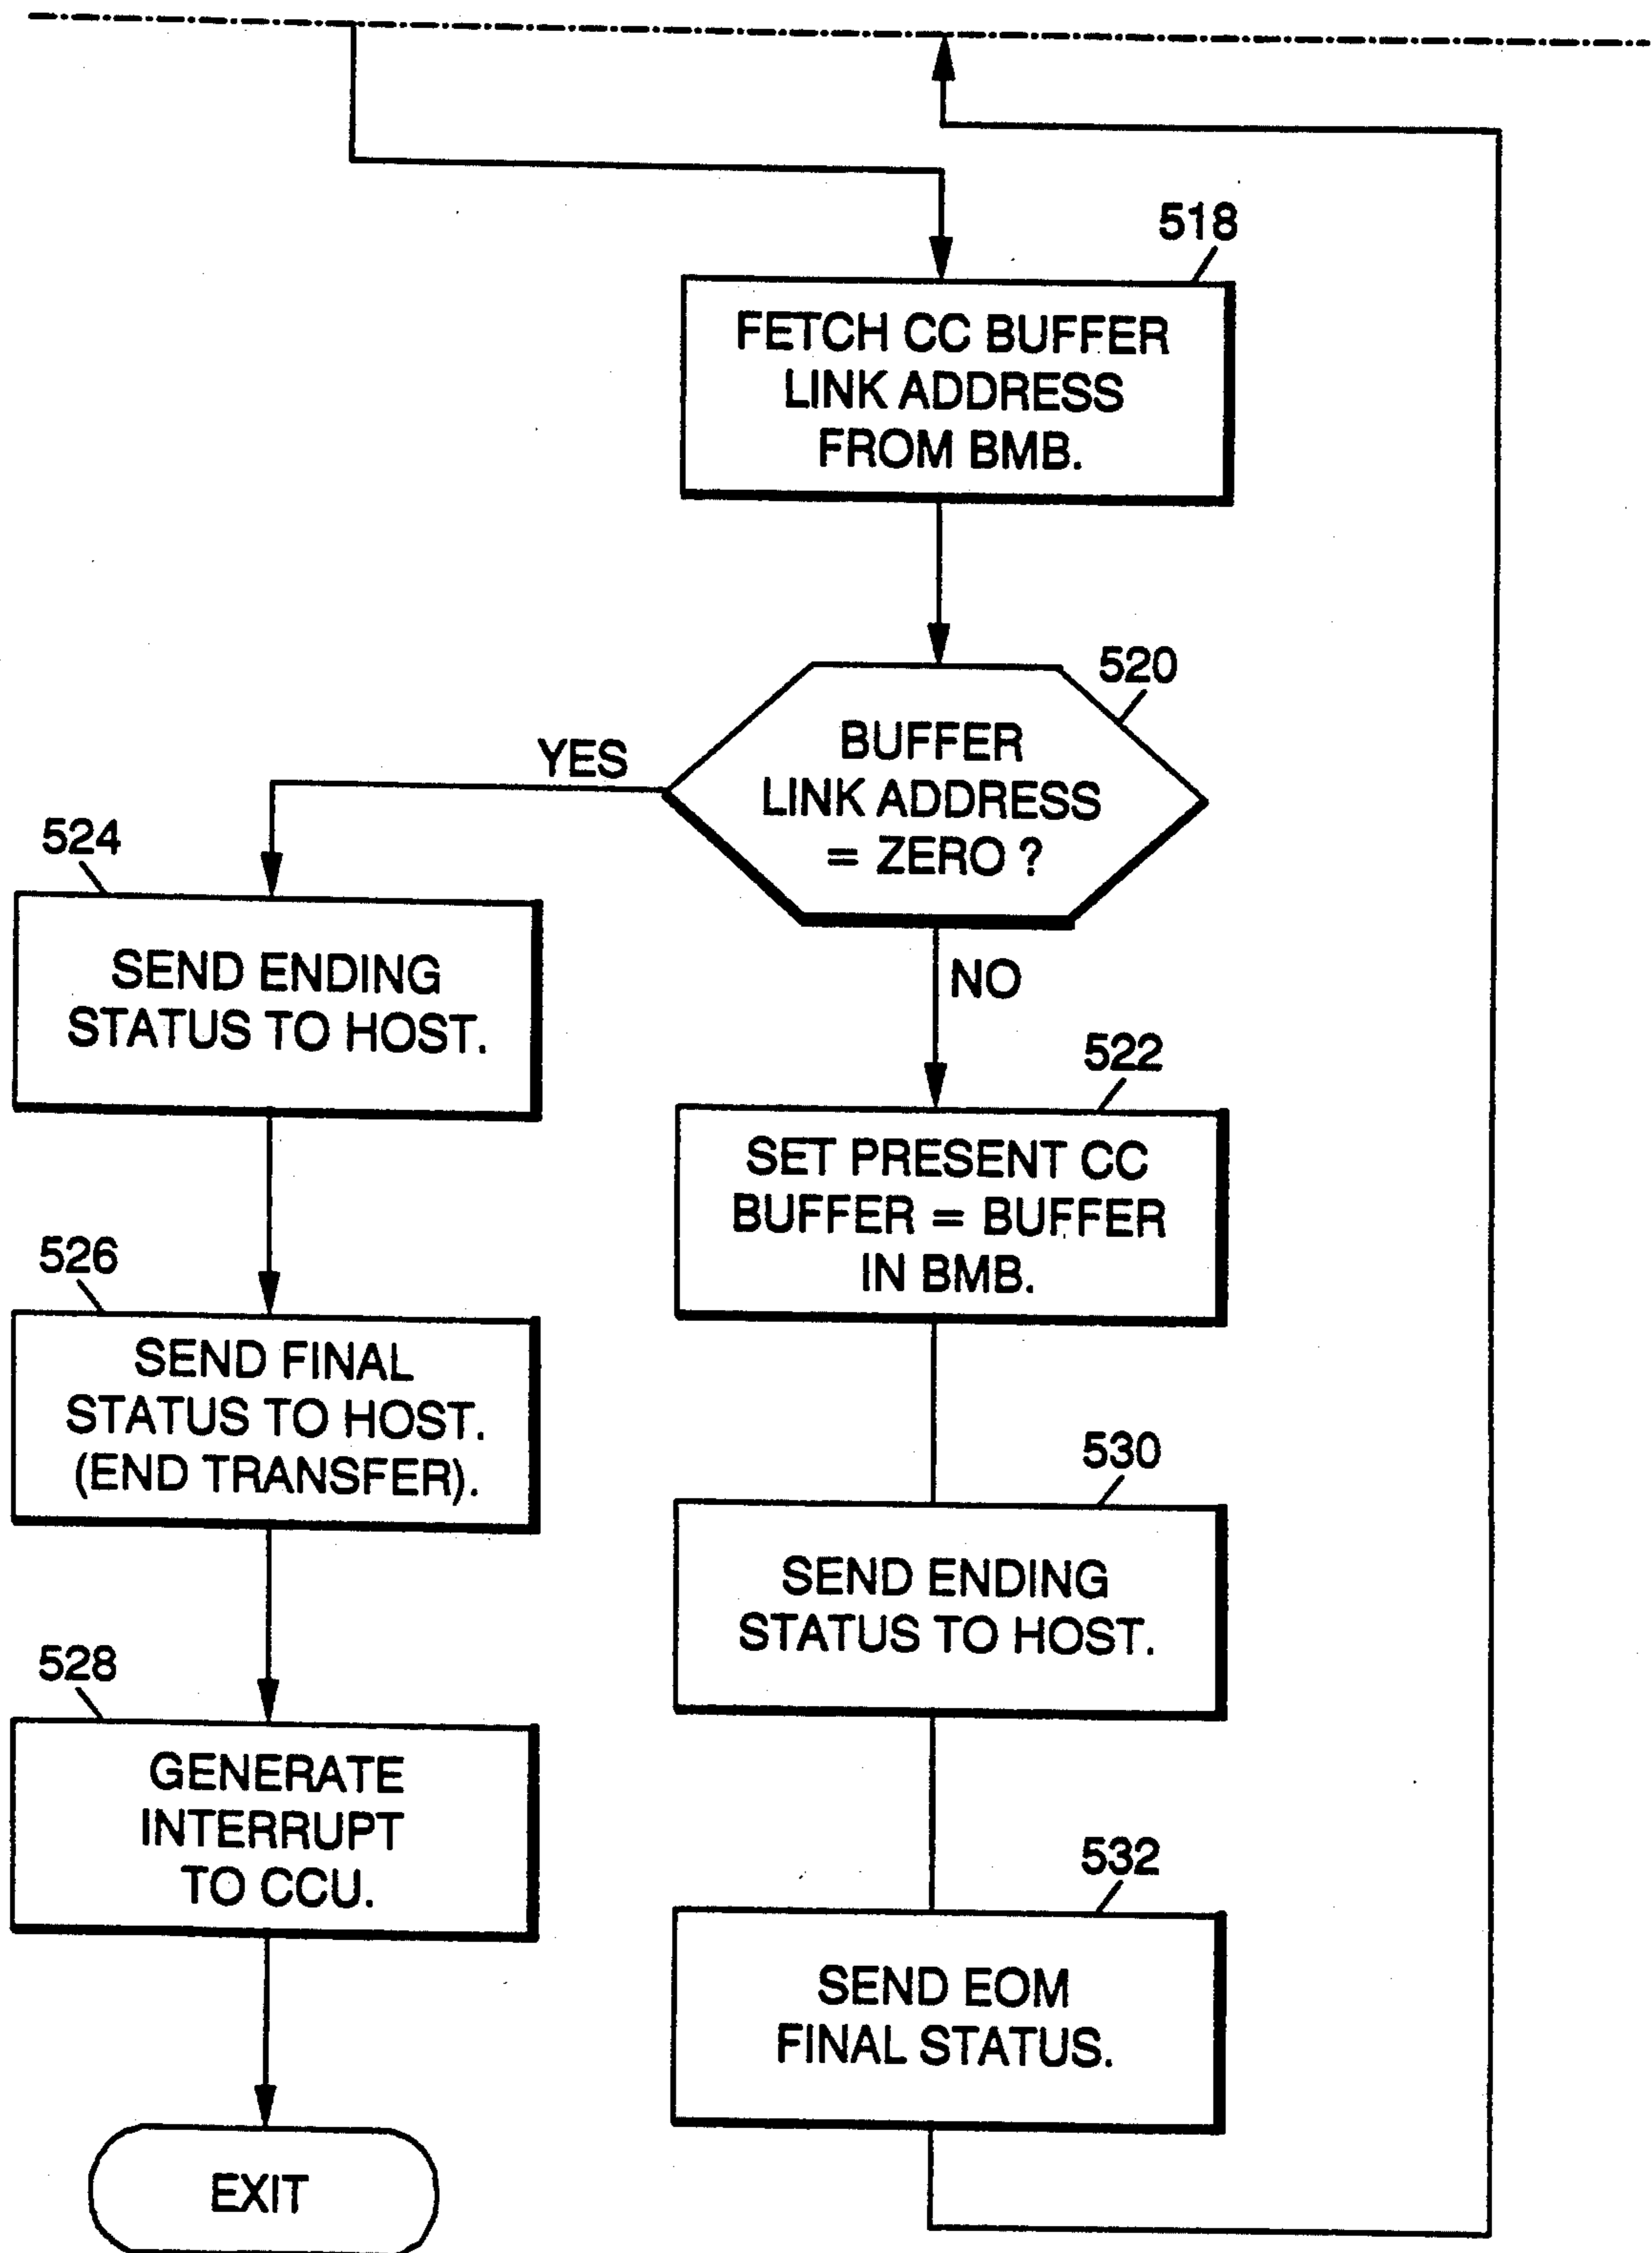 518
FETCH CC BUFFER
LINK ADDRESS
FROM BMB.
520
BUFFER
LINK ADDRESS
= ZERO ?
YES
NO
524
SEND ENDING
STATUS TO HOST.
522
SET PRESENT CC
BUFFER = BUFFER
IN BMB.
526
SEND FINAL
STATUS TO HOST.
(END TRANSFER).
530
SEND ENDING
STATUS TO HOST.
528
GENERATE
INTERRUPT
TO CCU.
532
SEND EOM
FINAL STATUS.
EXIT